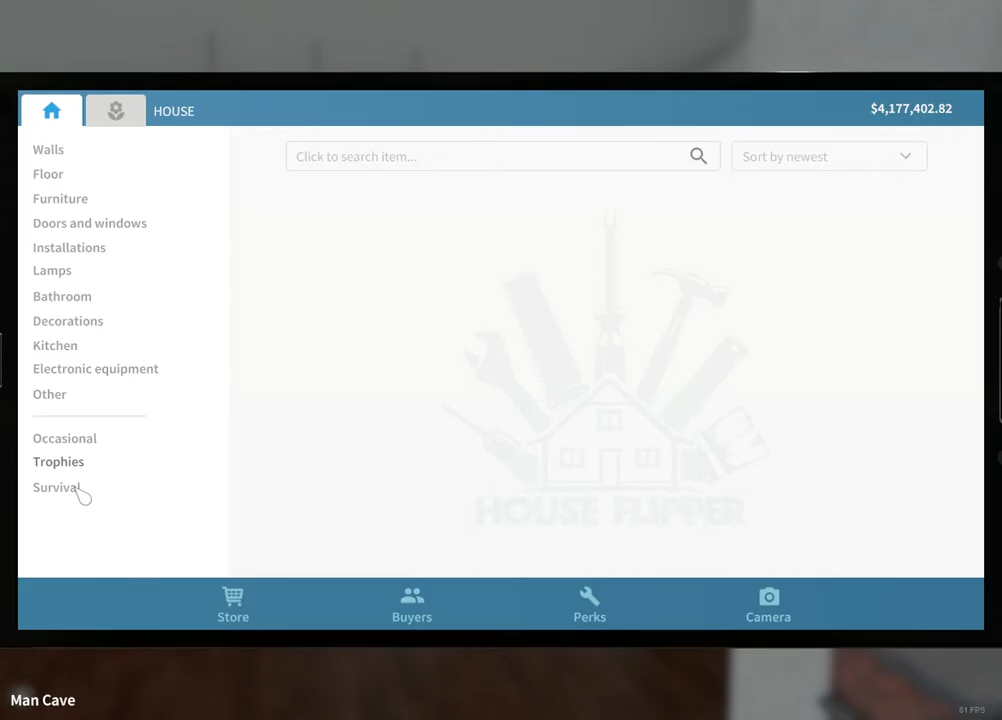 HOUSE
$4,177,402.82
Walls
Click to search item...
Sort by newest
Floor
Furniture
Doors and windows
Installations
Lamps
Bathroom
Decorations
Kitchen
Electronic equipment
Other
Occasional
Trophies
Survival
HOUSE FLIPPER
Store
Buyers
Perks
Camera
Man Cave
81 FPS